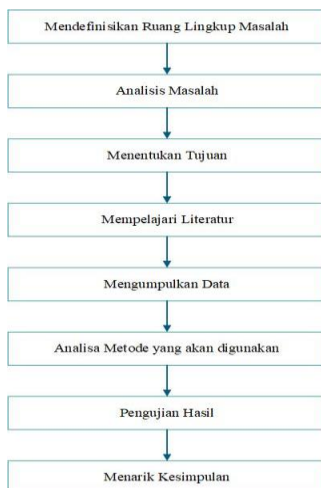 Mendefinisikan Ruang Lingkup Masalah
Analisis Masalah
Menentukan Tujuan
Mempelajari Literatur
Mengumpulkan Data
Analisa Metode yang akan digunakan
Pengujian Hasil
Menarik Kesimpulan